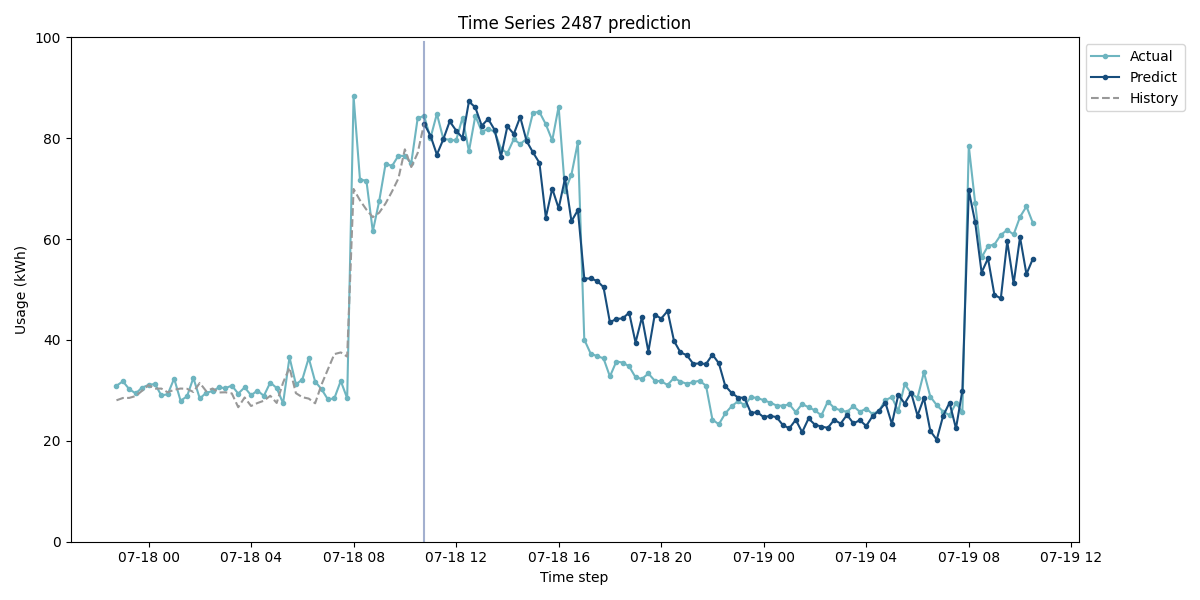 Time Series 2487 prediction
100
80
60
40
20
0
Usage (kWh)
07-18 00
07-18 04
07-18 08
07-18 12
07-18 16
07-18 20
07-19 00
07-19 04
07-19 08
07-19 12
Time step
Actual
Predict
History